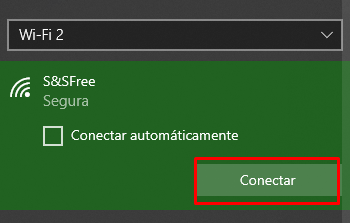 Wi-Fi 2
S&SFree
Segura
Conectar automáticamente
Conectar